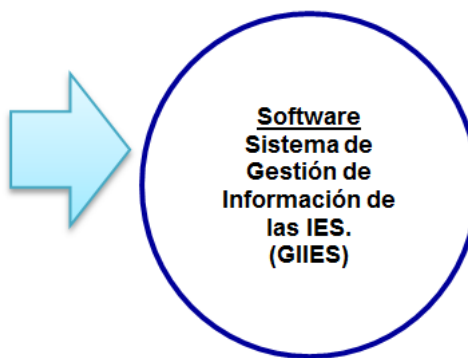 Software
Sistema de
Gestión de
Información de
las IES.
(GIIES)